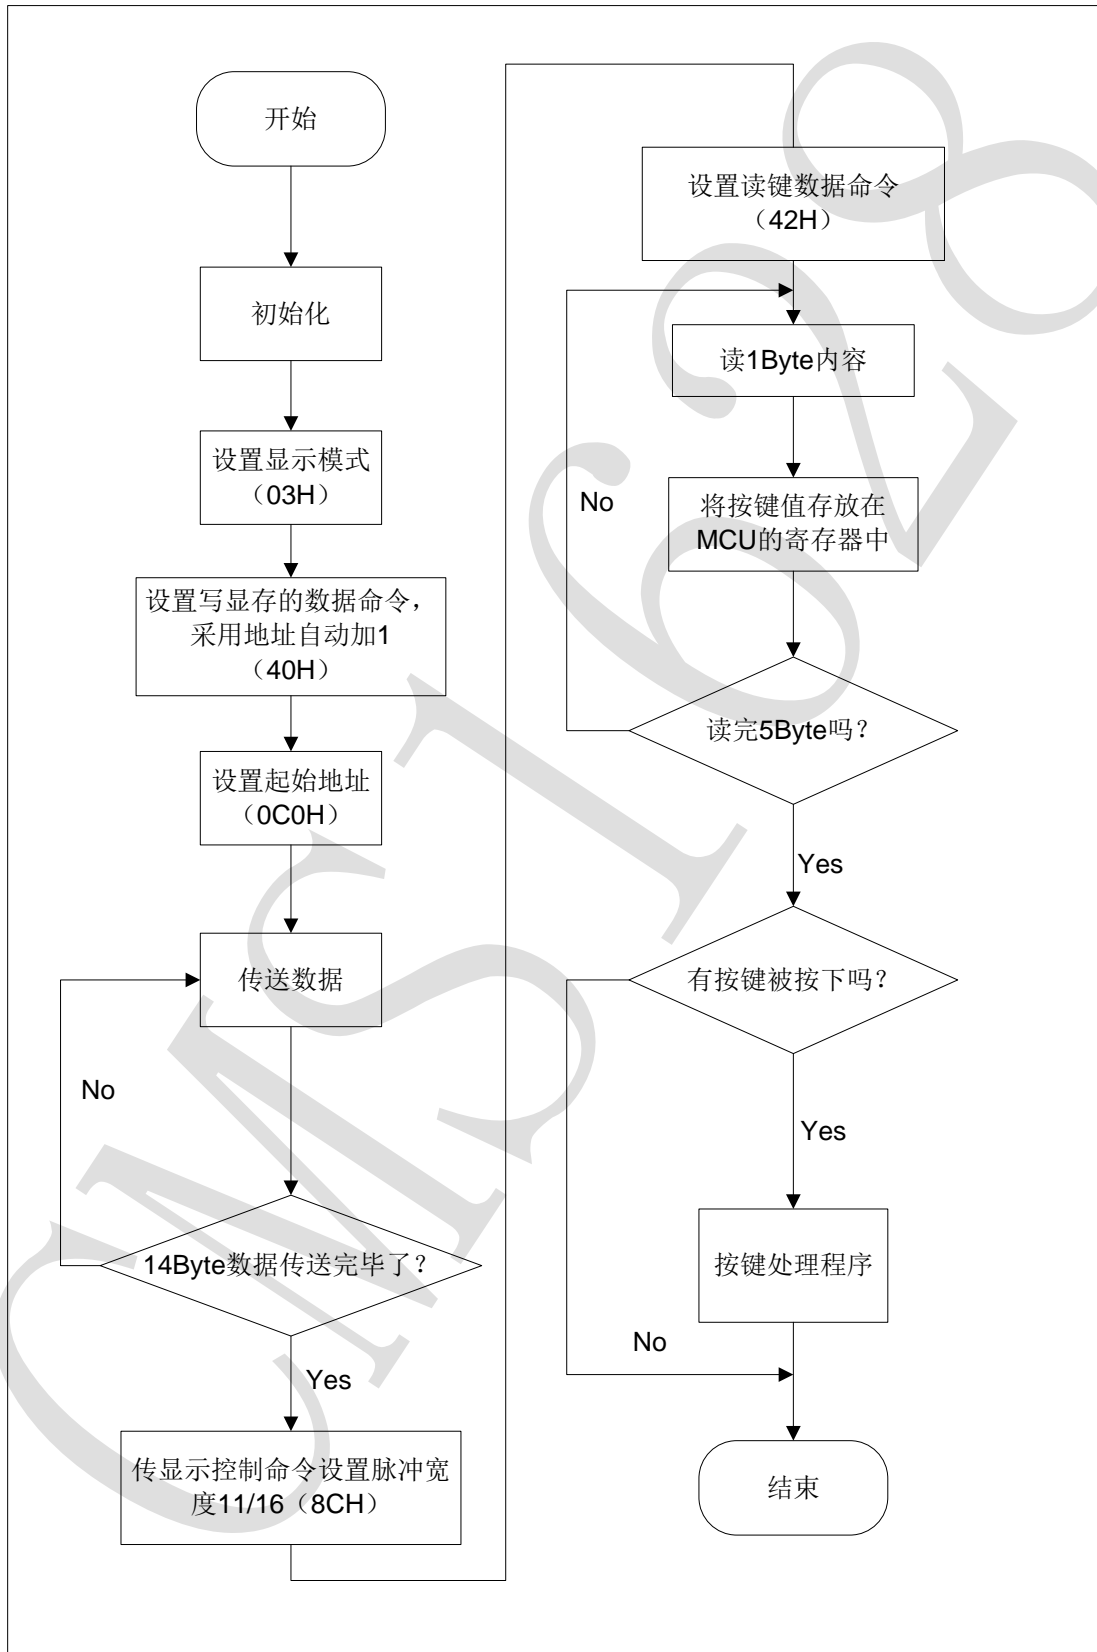 开始
初始化
设置显示模式
（03H）
设置写显存的数据命令，
采用地址自动加1
（40H）
设置起始地址
（0C0H）
传送数据
No
14Byte数据传送完毕了？
Yes
传显示控制命令设置脉冲宽
度11/16（8CH）
设置读键数据命令
（42H）
读1Byte内容
No
将按键值存放在
MCU的寄存器中
读完5Byte吗？
Yes
有按键被按下吗？
Yes
按键处理程序
No
结束
CMS1628